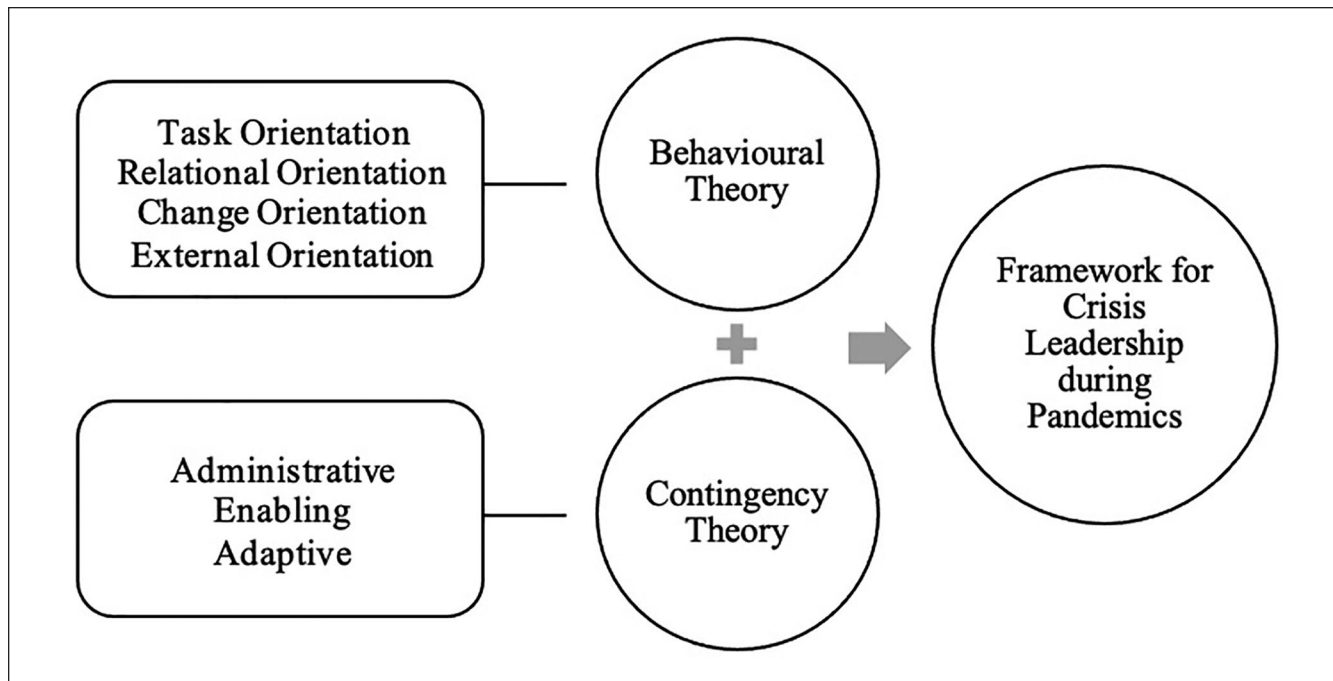 Task Orientation
Relational Orientation
Change Orientation
External Orientation
Behavioural
Theory
Administrative
Enabling
Adaptive
Contingency
Theory
Framework for
Crisis
Leadership
during
Pandemics